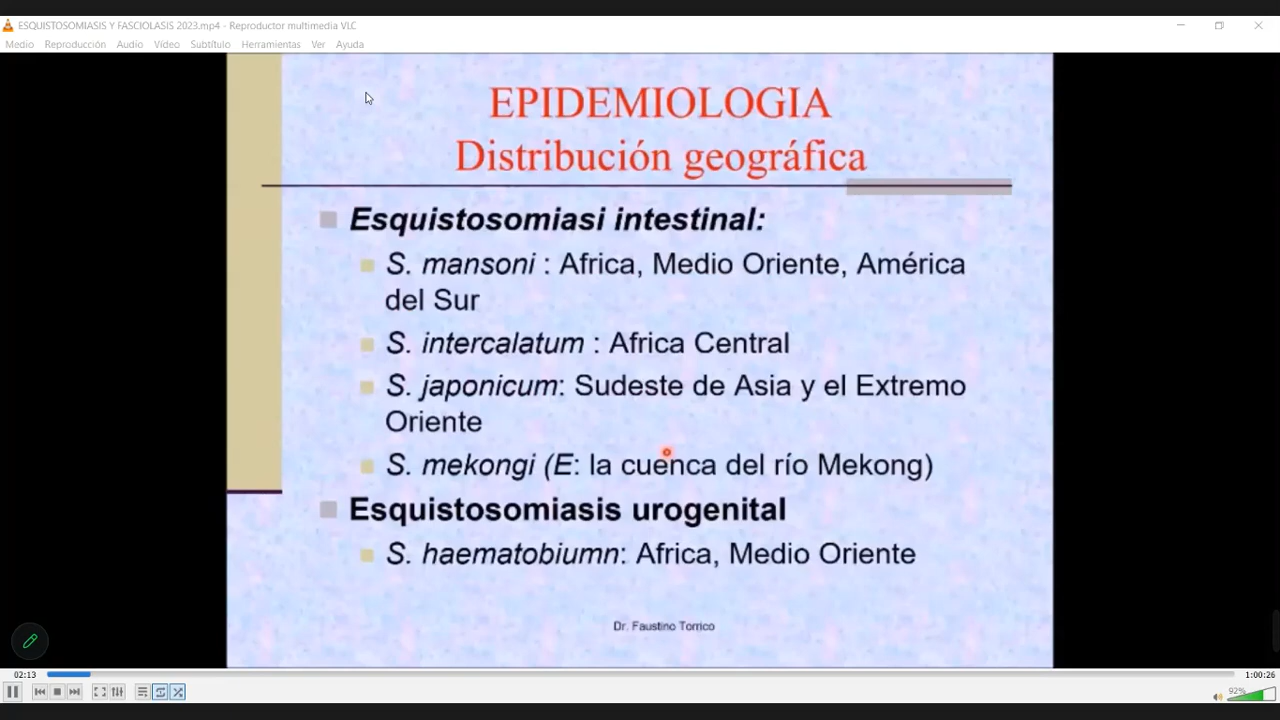 ESQUISTOSOMIASIS Y FASCIOLASIS 2023.mp4 - Reproductor multimedia VLC
Medio Reproducción Audio Vídeo Subtítulo Herramientas Ver Ayuda
EPIDEMIOLOGIA
Distribución geográfica
Esquistosomiasi intestinal:
S. mansoni : Africa, Medio Oriente, América
del Sur
S. intercalatum : Africa Central
S. japonicum: Sudeste de Asia y el Extremo
Oriente
S. mekongi (E: la cuenca del río Mekong)
Esquistosomiasis urogenital
S. haematobiumn: Africa, Medio Oriente
Dr. Faustino Torrico
02:13
1:00:26
92%